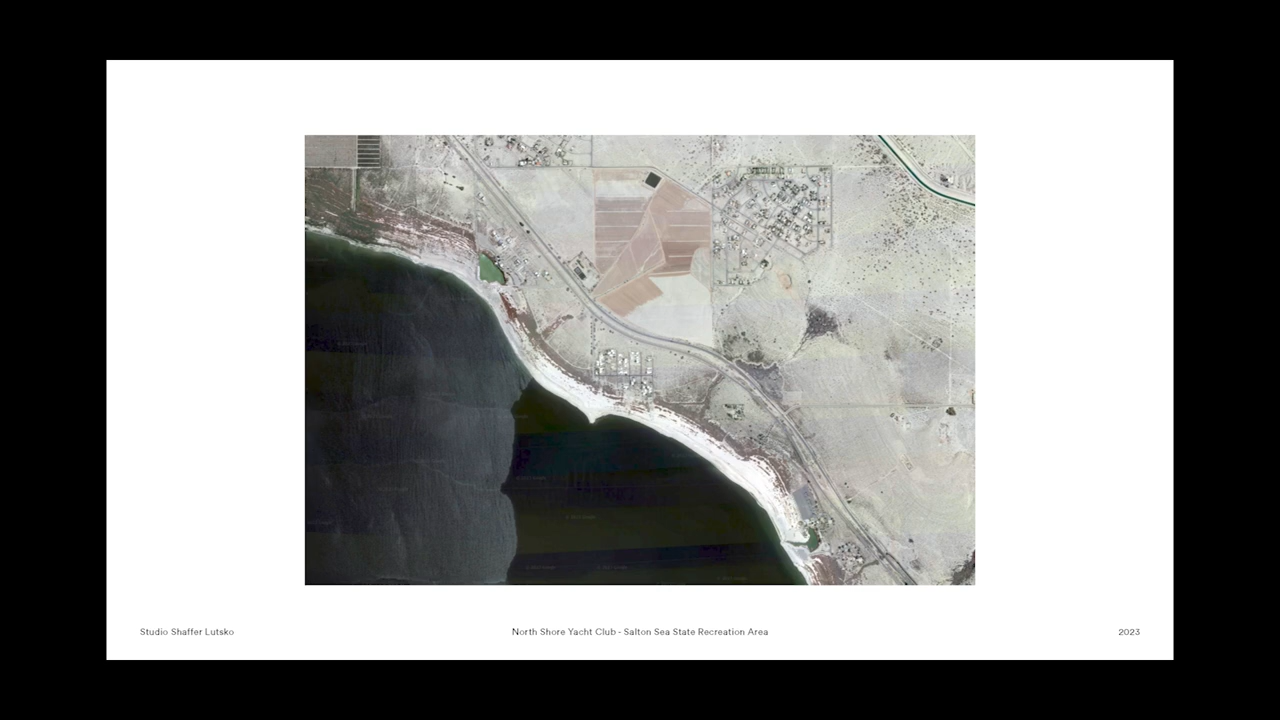 Studio Shaffer Lutsko
North Shore Yacht Club - Salton Sea State Recreation Area
2023